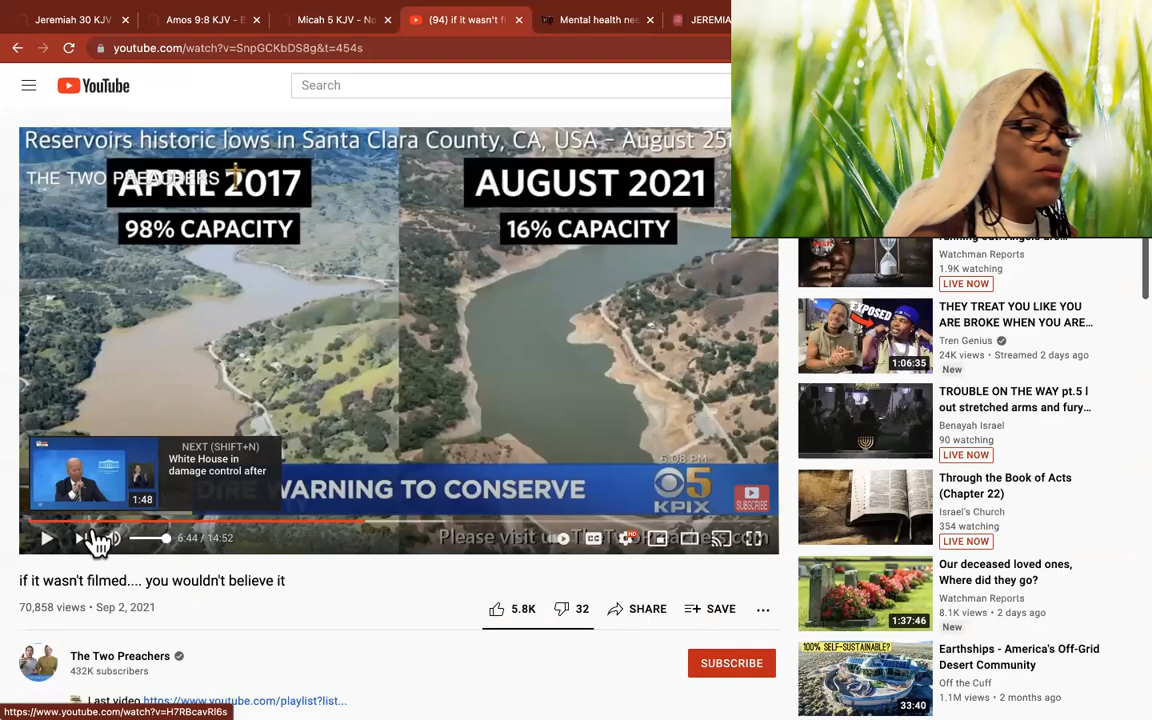 Jeremiah 30 KJV
Amos 9:8 KJV - E
Micah 5 KJV - No
(94) if it wasn't fi
Mental health nee
JEREMIA
youtube.com/watch?v=SnpGCKbDS8g&t=454s
YouTube
Search
Reservoirs historic lows in Santa Clara County, CA, USA – August 25t
THE TWO PREACHERS
APRIL 2017
98% CAPACITY
AUGUST 2021
16% CAPACITY
NEXT (SHIFT+N)
White House in
damage control after
1:48
6:08 PM
DIRE WARNING TO CONSERVE
5
KPIX
SUBSCRIBE
6:44 / 14:52
Please visit
HD
CC
if it wasn't filmed.... you wouldn't believe it
70,858 views • Sep 2, 2021
5.8K
32
SHARE
SAVE
The Two Preachers
432K subscribers
SUBSCRIBE
Last video https://www.youtube.com/playlist?list...
https://www.youtube.com/watch?v=H7RBcavRl6s
Watchman Reports
1.9K watching
LIVE NOW
EXPOSED
1:06:35
THEY TREAT YOU LIKE YOU
ARE BROKE WHEN YOU ARE...
Tren Genius
24K views • Streamed 2 days ago
New
TROUBLE ON THE WAY pt.5 l
out stretched arms and fury...
Benayah Israel
90 watching
LIVE NOW
Through the Book of Acts
(Chapter 22)
Israel's Church
354 watching
LIVE NOW
Our deceased loved ones,
Where did they go?
Watchman Reports
8.1K views • 2 days ago
New
1:37:46
100% SELF-SUSTAINABLE?
33:40
Earthships - America's Off-Grid
Desert Community
Off the Cuff
1.1M views • 2 months ago